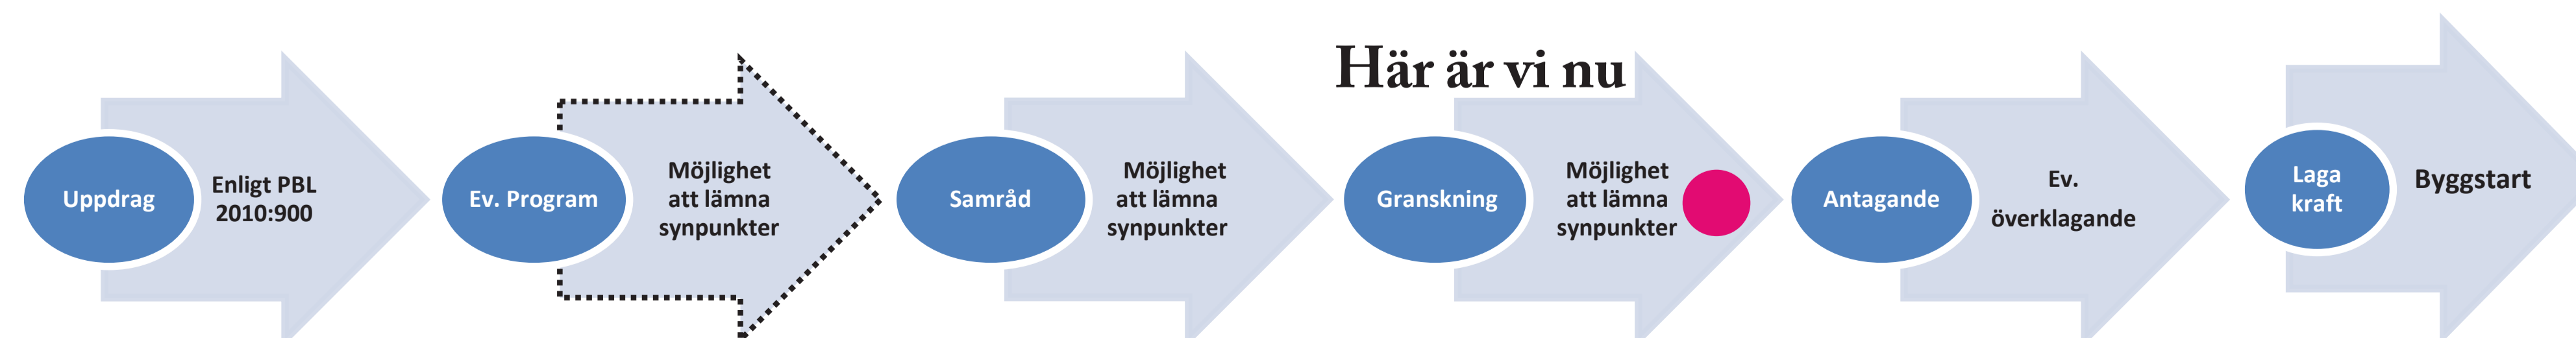 Här är vi nu
Uppdrag
Enligt PBL
2010:900
Ev. Program
Möjlighet
att lämna
synpunkter
Samråd
Möjlighet
att lämna
synpunkter
Granskning
Möjlighet
att lämna
synpunkter
Antagande
Ev.
överklagande
Laga
kraft
Byggstart